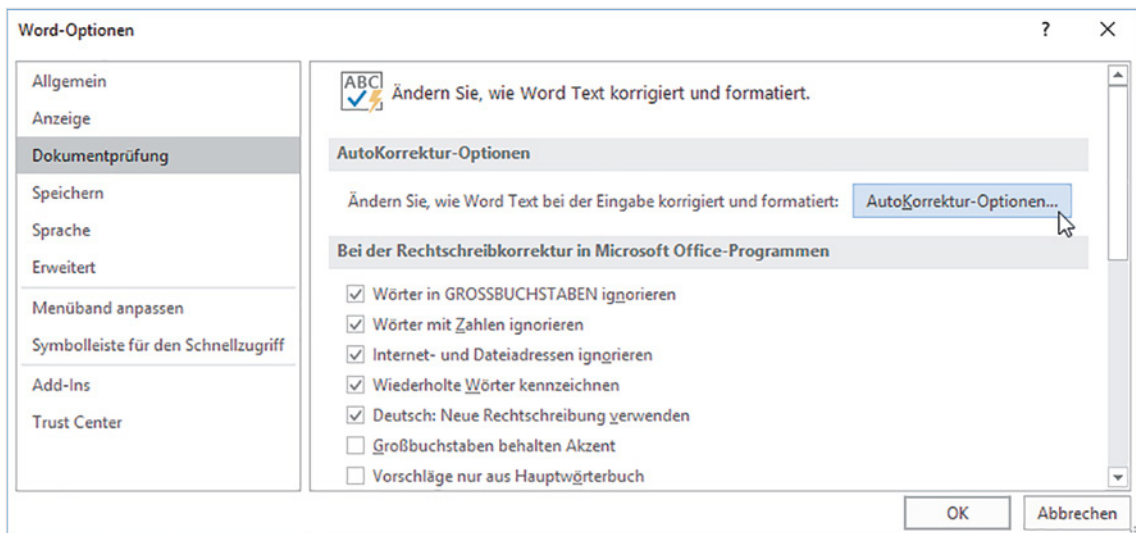 Word-Optionen ? ×
Allgemein
Anzeige
Dokumentprüfung
Speichern
Sprache
Erweitert
Menüband anpassen
Symbolleiste für den Schnellzugriff
Add-Ins
Trust Center
ABC Ändern Sie, wie Word Text korrigiert und formatiert.
AutoKorrektur-Optionen
Ändern Sie, wie Word Text bei der Eingabe korrigiert und formatiert: AutoKorrektur-Optionen...
Bei der Rechtschreibkorrektur in Microsoft Office-Programmen
Wörter in GROSSBUCHSTABEN ignorieren
Wörter mit Zahlen ignorieren
Internet- und Dateiadressen ignorieren
Wiederholte Wörter kennzeichnen
Deutsch: Neue Rechtschreibung verwenden
Großbuchstaben behalten Akzent
Vorschläge nur aus Hauptwörterbuch
OK Abbrechen